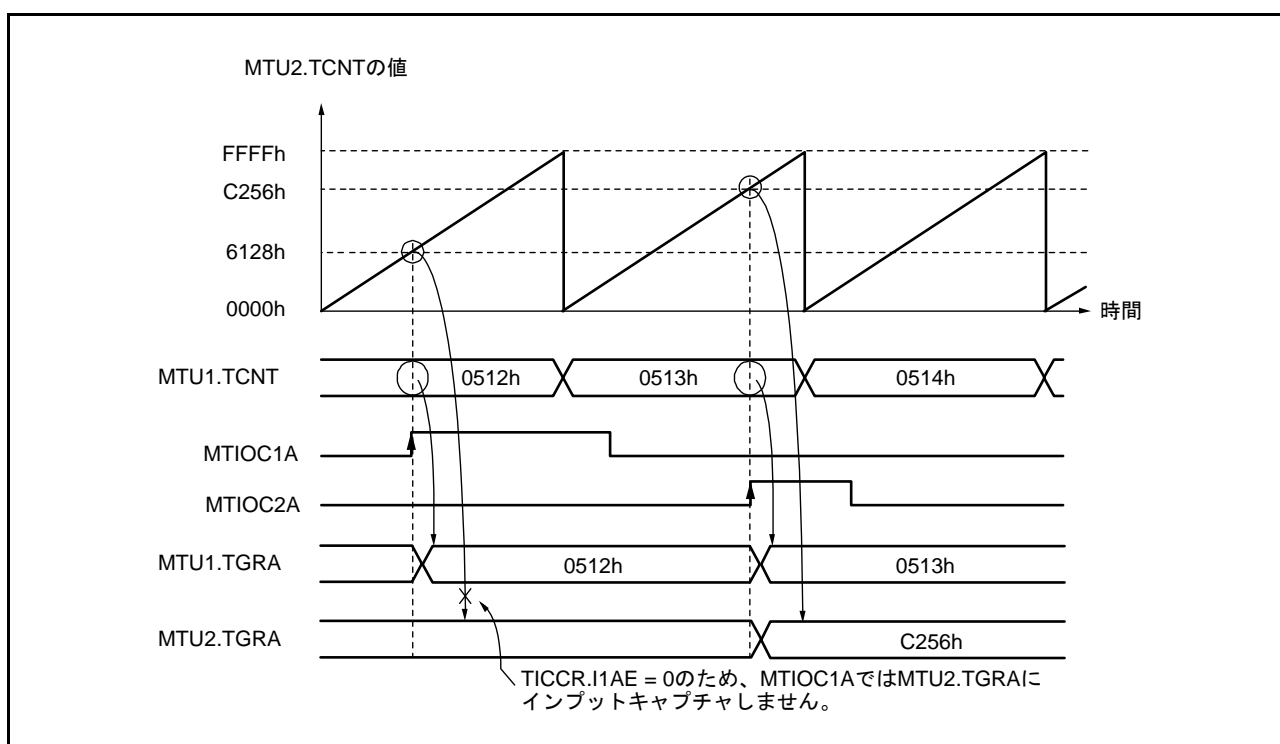 MTU2.TCNTの値
FFFFh
C256h
6128h
0000h
時間
MTU1.TCNT
0512h
0513h
0514h
MTIOC1A
MTIOC2A
MTU1.TGRA
0512h
0513h
MTU2.TGRA
C256h
TICCR.I1AE = 0のため、MTIOC1AではMTU2.TGRAに
インプットキャプチャしません。